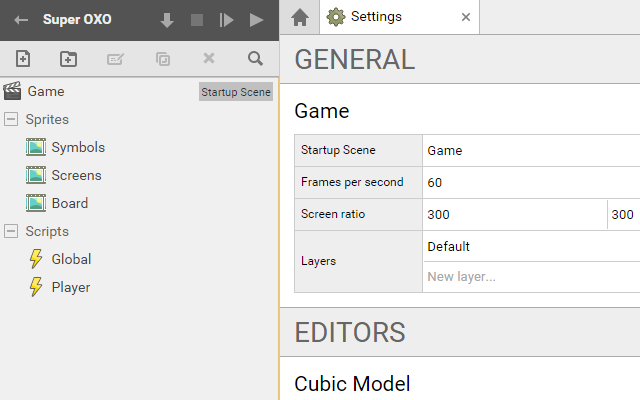 Super OXO
Settings
Game
Startup Scene
Sprites
Symbols
Screens
Board
Scripts
Global
Player
GENERAL
Game
Startup Scene
Game
Frames per second
60
Screen ratio
300
300
Layers
Default
New layer...
EDITORS
Cubic Model